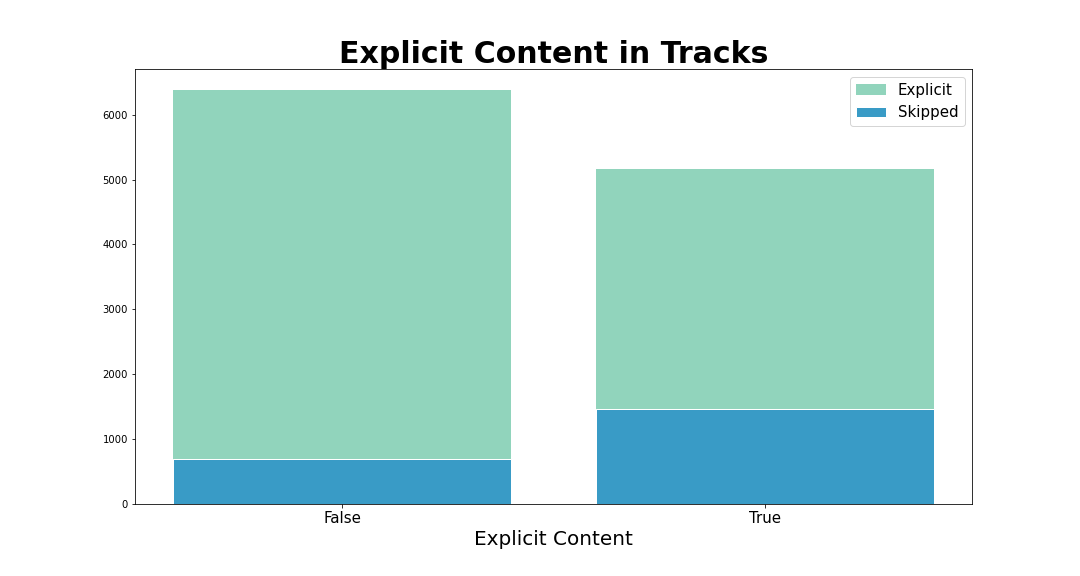 Explicit Content in Tracks
Explicit
Skipped
6000
5000
4000
3000
2000
1000
0
False
True
Explicit Content